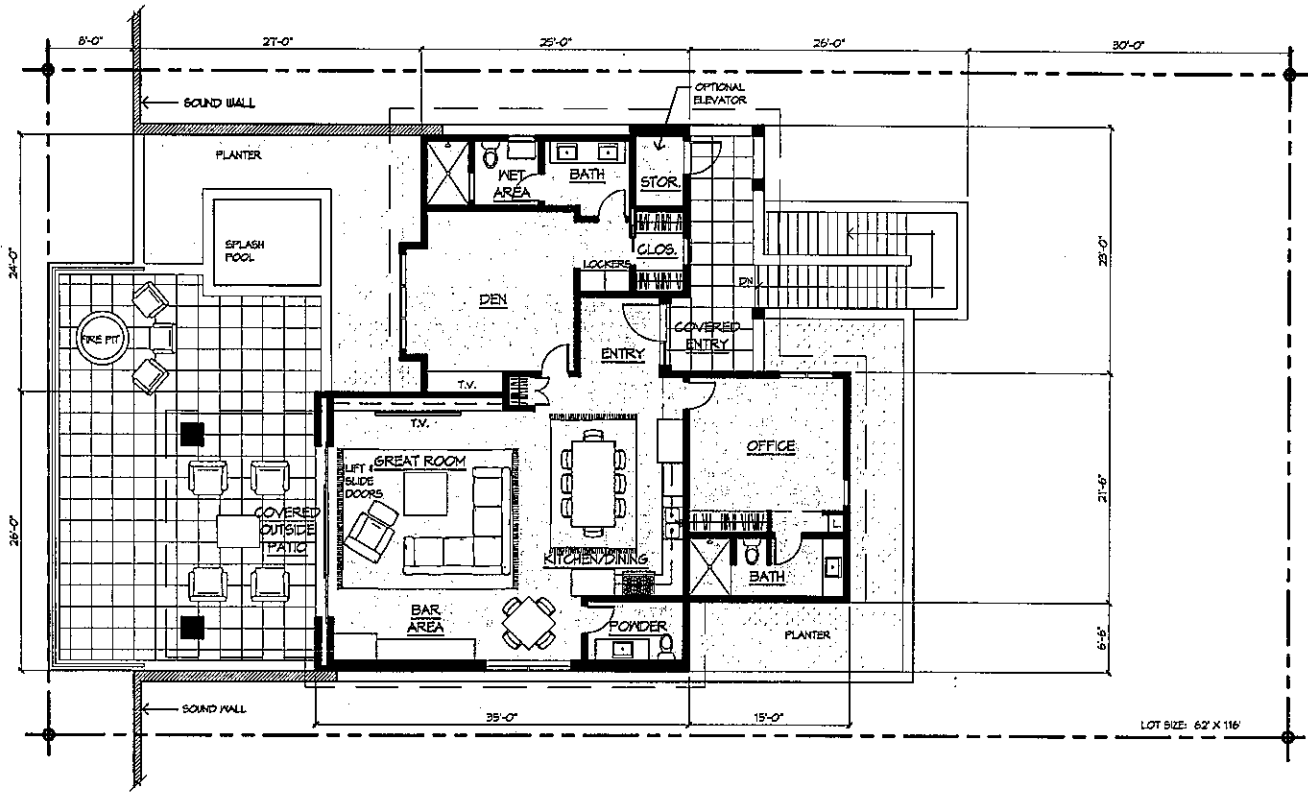 8'-0"
27'-0"
25'-0"
26'-0"
30'-0"
SOUND WALL
OPTIONAL
ELEVATOR
PLANTER
WET
AREA
BATH
STOR.
SPLASH
POOL
CLOS.
LOCKERS
24'-0"
23'-0"
DEN
DN
FIRE PIT
COVERED
ENTRY
ENTRY
T.V.
T.V.
GREAT ROOM
LIFT &
SLIDE
DOORS
OFFICE
COVERED
OUTSIDE
PATIO
26'-0"
21'-6"
L.
KITCHEN/DINING
BATH
BAR
AREA
POWDER
PLANTER
6'-6"
SOUND WALL
35'-0"
15'-0"
LOT SIZE: 62' X 116'